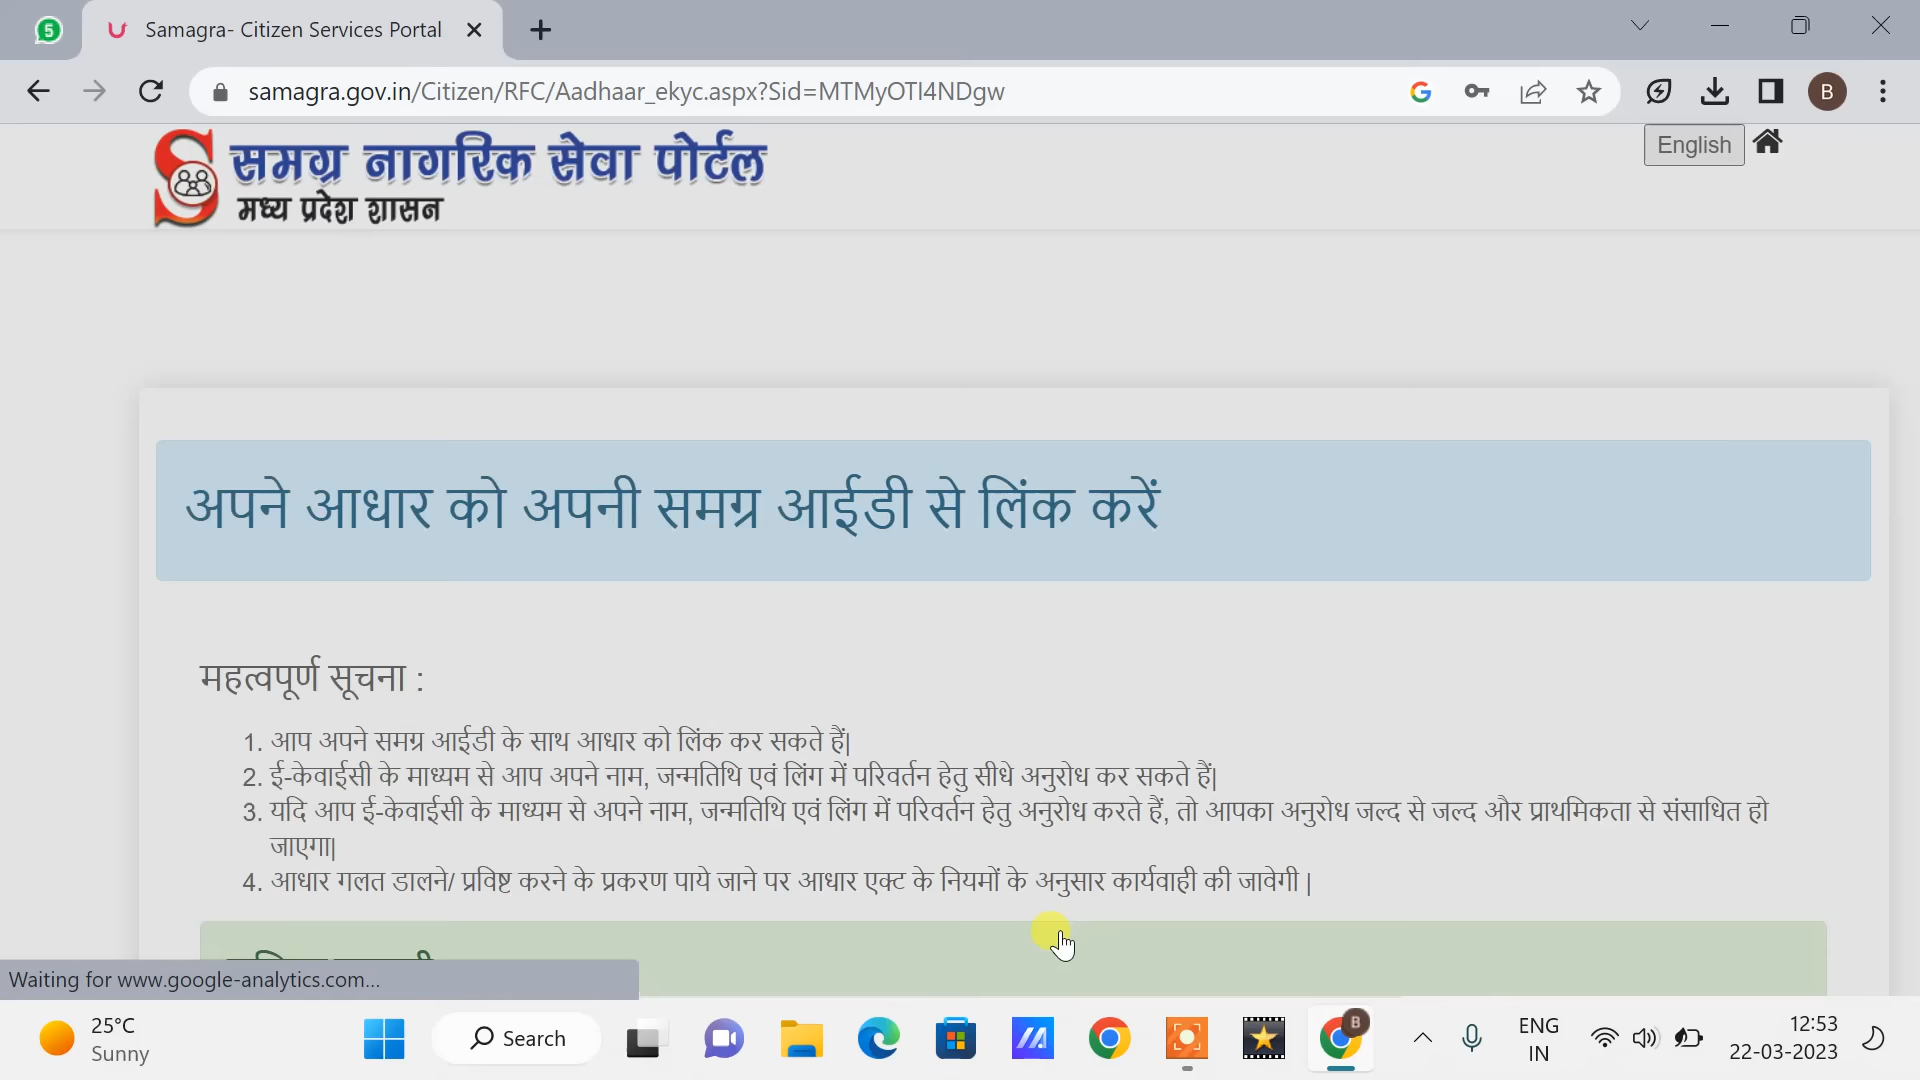 5
Samagra- Citizen Services Portal
samagra.gov.in/Citizen/RFC/Aadhaar_ekyc.aspx?Sid=MTMyOTI4NDgw
B
समग्र नागरिक सेवा पोर्टल
मध्य प्रदेश शासन
English
अपने आधार को अपनी समग्र आईडी से लिंक करें
महत्वपूर्ण सूचना :
1. आप अपने समग्र आईडी के साथ आधार को लिंक कर सकते हैं|
2. ई-केवाईसी के माध्यम से आप अपने नाम, जन्मतिथि एवं लिंग में परिवर्तन हेतु सीधे अनुरोध कर सकते हैं|
3. यदि आप ई-केवाईसी के माध्यम से अपने नाम, जन्मतिथि एवं लिंग में परिवर्तन हेतु अनुरोध करते हैं, तो आपका अनुरोध जल्द से जल्द और प्राथमिकता से संसाधित हो
जाएगा|
4. आधार गलत डालने/ प्रविष्ट करने के प्रकरण पाये जाने पर आधार एक्ट के नियमों के अनुसार कार्यवाही की जावेगी |
Waiting for www.google-analytics.com...
25°C
Sunny
Search
B
ENG
IN
12:53
22-03-2023